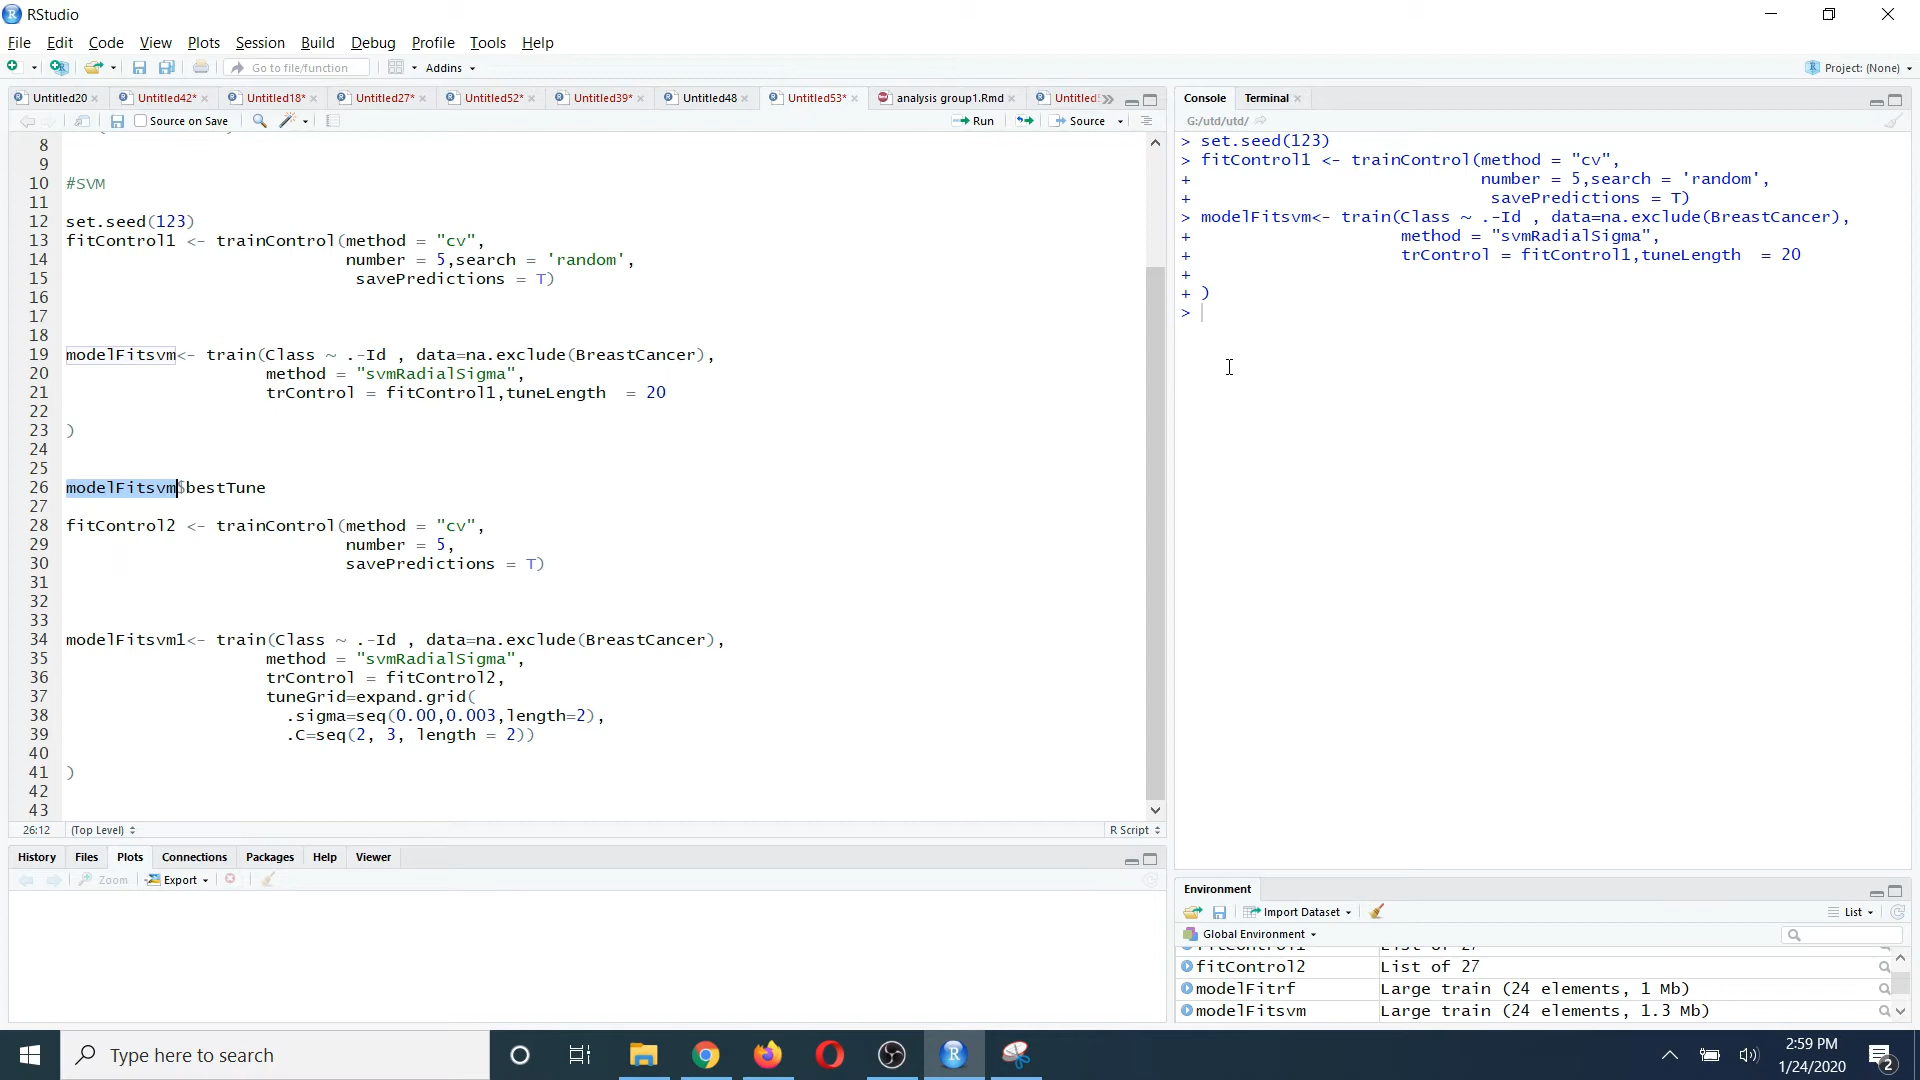 RStudio
File Edit Code View Plots Session Build Debug Profile Tools Help
Go to file/function Addins Project: (None)
Untitled20 Untitled42* Untitled18* Untitled27* Untitled52* Untitled39* Untitled48 Untitled53* analysis group1.Rmd Untitled
Source on Save Run Source
8
9
10 #SVM
11
12 set.seed(123)
13 fitControl1 <- trainControl(method = "cv",
14 number = 5,search = 'random',
15 savePredictions = T)
16
17
18
19 modelFitsvm<- train(Class ~ .-Id , data=na.exclude(BreastCancer),
20 method = "svmRadialSigma",
21 trControl = fitControl1,tuneLength  = 20
22
23 )
24
25
26 modelFitsvm$bestTune
27
28 fitControl2 <- trainControl(method = "cv",
29 number = 5,
30 savePredictions = T)
31
32
33
34 modelFitsvm1<- train(Class ~ .-Id , data=na.exclude(BreastCancer),
35 method = "svmRadialSigma",
36 trControl = fitControl2,
37 tuneGrid=expand.grid(
38 .sigma=seq(0.00,0.003,length=2),
39 .C=seq(2, 3, length = 2))
40
41 )
42
43
26:12 (Top Level) R Script
History Files Plots Connections Packages Help Viewer
Zoom Export
Console Terminal
G:/utd/utd/
> set.seed(123)
> fitControl1 <- trainControl(method = "cv",
+ number = 5,search = 'random',
+ savePredictions = T)
> modelFitsvm<- train(Class ~ .-Id , data=na.exclude(BreastCancer),
+ method = "svmRadialSigma",
+ trControl = fitControl1,tuneLength  = 20
+
+ )
>
Environment
Import Dataset List
Global Environment
fitControl2 List of 27
modelFitrf Large train (24 elements, 1 Mb)
modelFitsvm Large train (24 elements, 1.3 Mb)
Type here to search
2:59 PM
1/24/2020
2